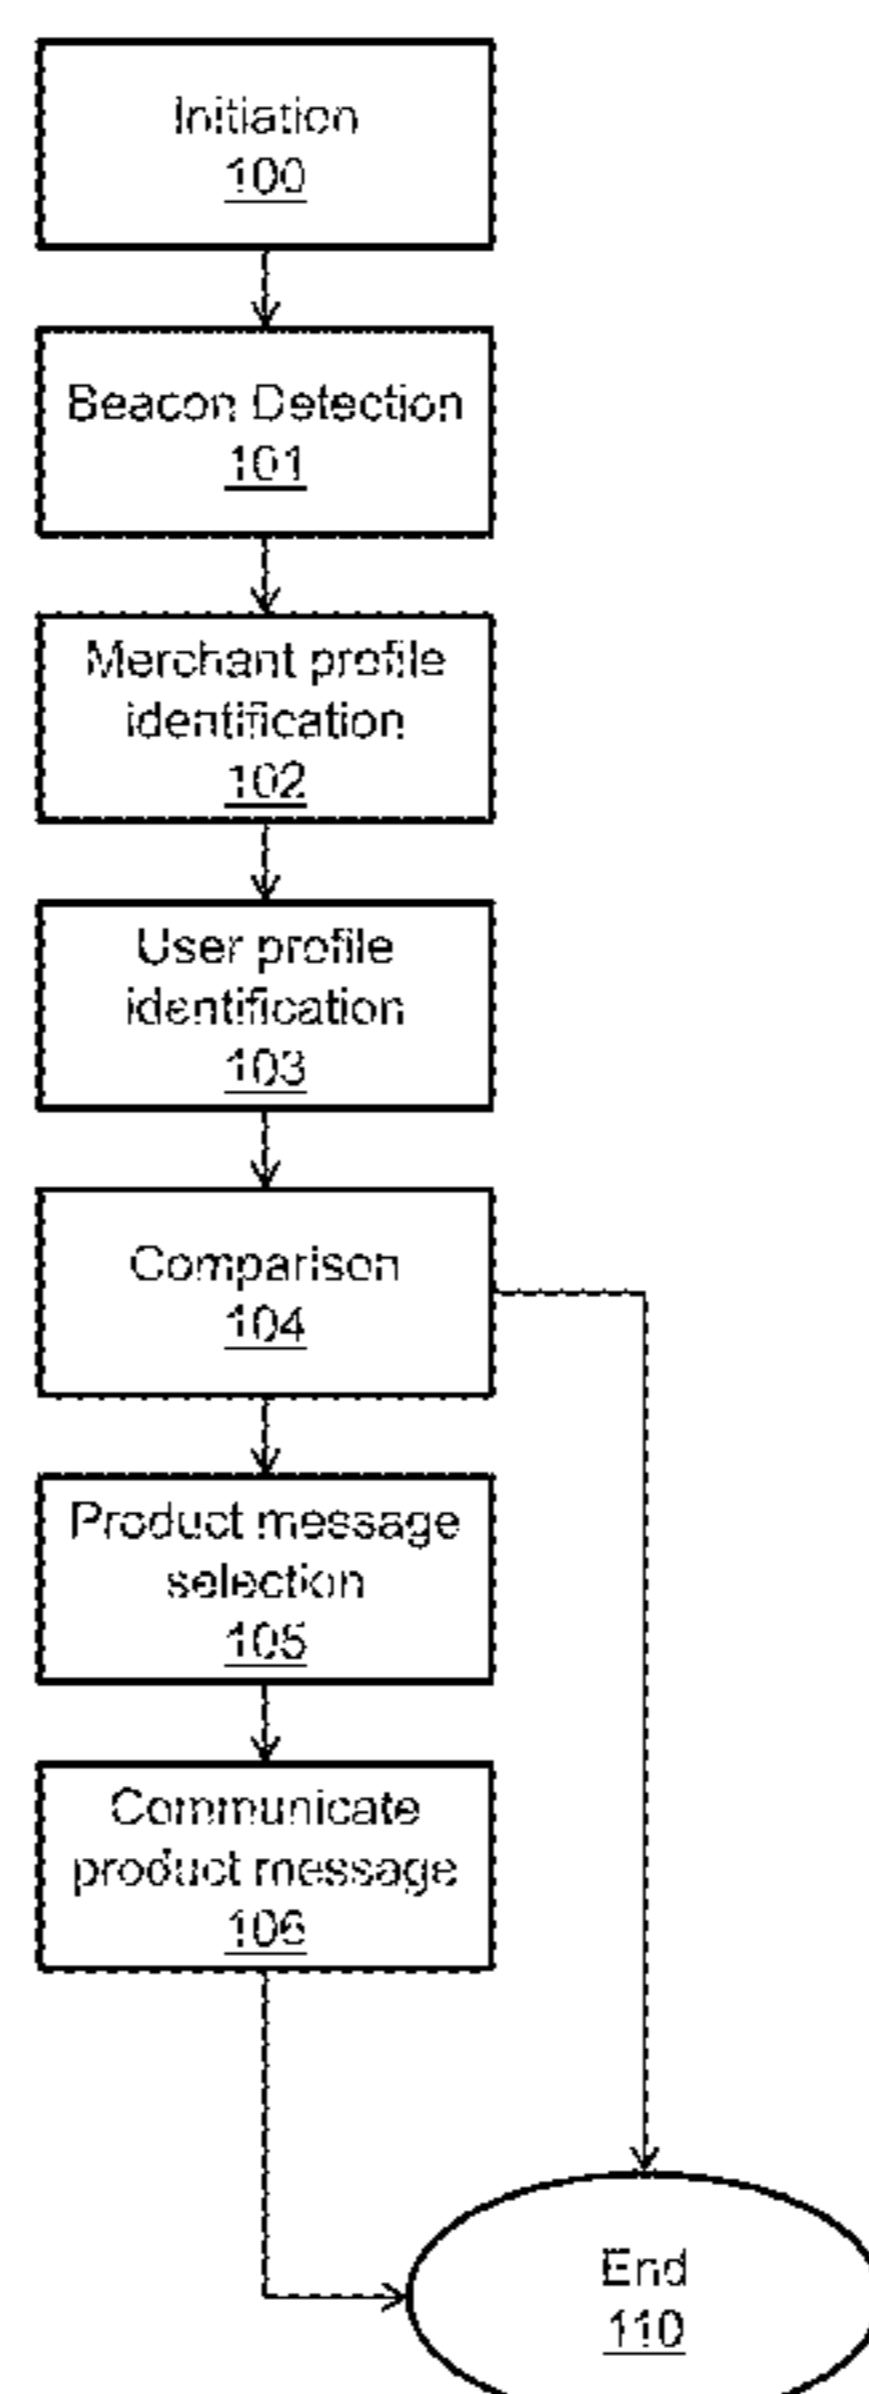 Initiation
100
Beacon Detection
101
Merchant profile
identification
102
User profile
identification
103
Comparison
104
Product message
selection
105
Communicate
product message
106
End
110